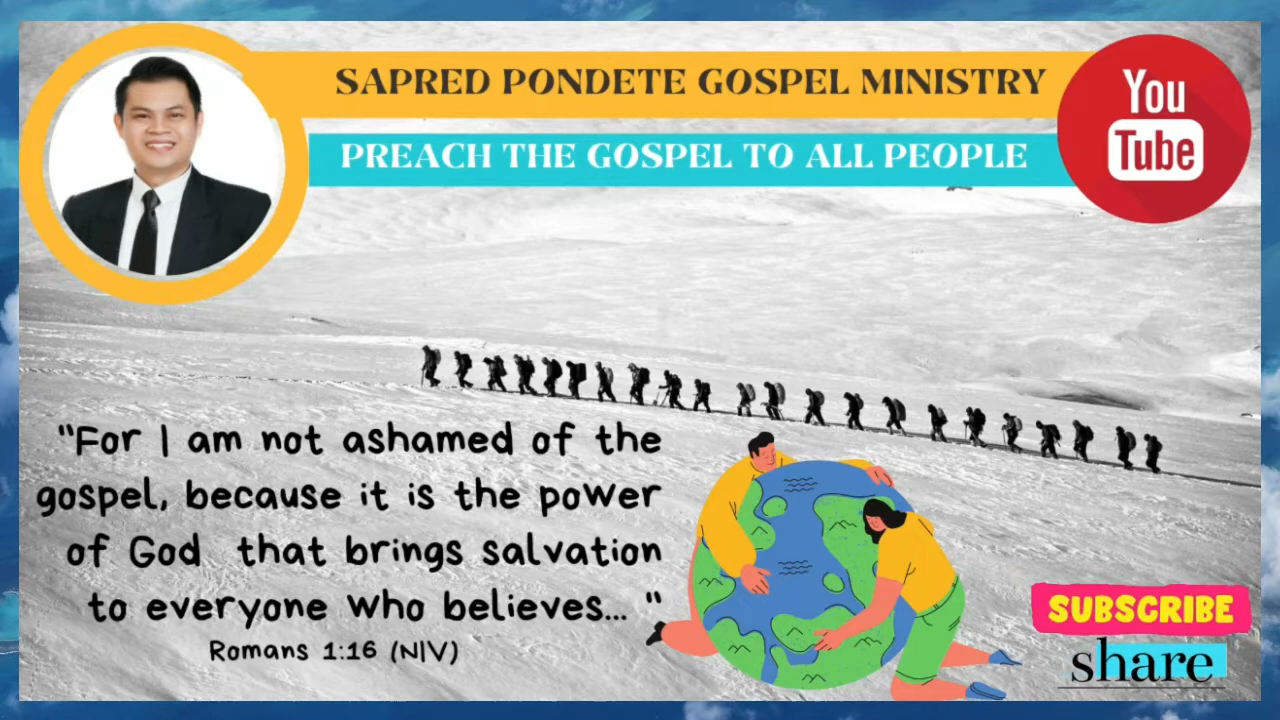 SAPRED PONDETE GOSPEL MINISTRY
PREACH THE GOSPEL TO ALL PEOPLE
You
Tube
"For I am not ashamed of the
gospel, because it is the power
of God that brings salvation
to everyone who believes... "
Romans 1:16 (NIV)
SUBSCRIBE
share